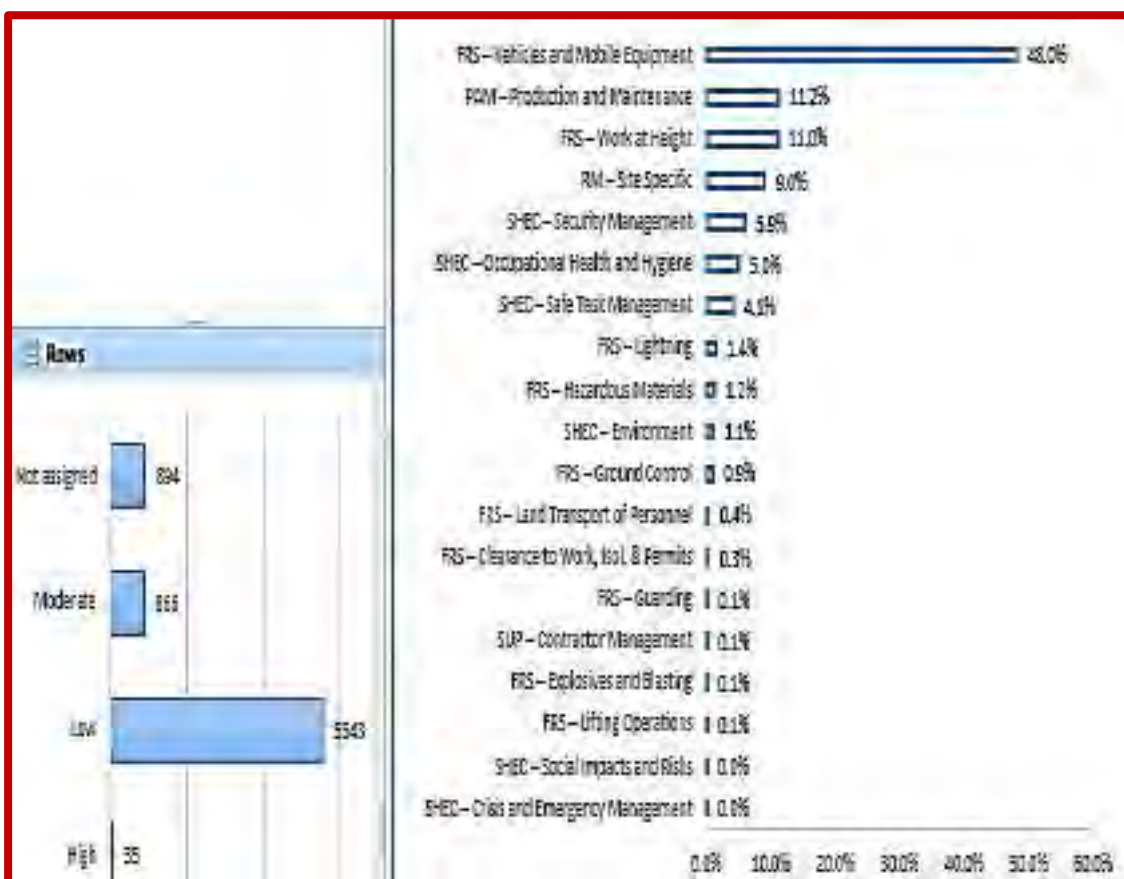 Rows
Not assigned 894
Moderate
Low 5543
High 35
FRS – Vehicles and Mobile Equipment 48.0%
PAM – Production and Maintenance 11.2%
FRS – Work at Height 11.0%
RM – Site Specific 9.0%
SHEC – Security Management 5.9%
SHEC – Occupational Health and Hygiene 5.0%
SHEC – Safe Task Management 4.1%
FRS – Lightning 1.4%
FRS – Hazardous Materials 1.2%
SHEC – Environment 1.1%
FRS – Ground Control 0.9%
FRS – Land Transport of Personnel 0.4%
FRS – Clearance to Work, Isol. & Permits 0.3%
FRS – Guarding 0.1%
SUP – Contractor Management 0.1%
FRS – Explosives and Blasting 0.1%
FRS – Lifting Operations 0.1%
SHEC – Social Impacts and Risks 0.0%
SHEC – Crisis and Emergency Management 0.0%
0.0% 10.0% 20.0% 30.0% 40.0% 50.0% 60.0%